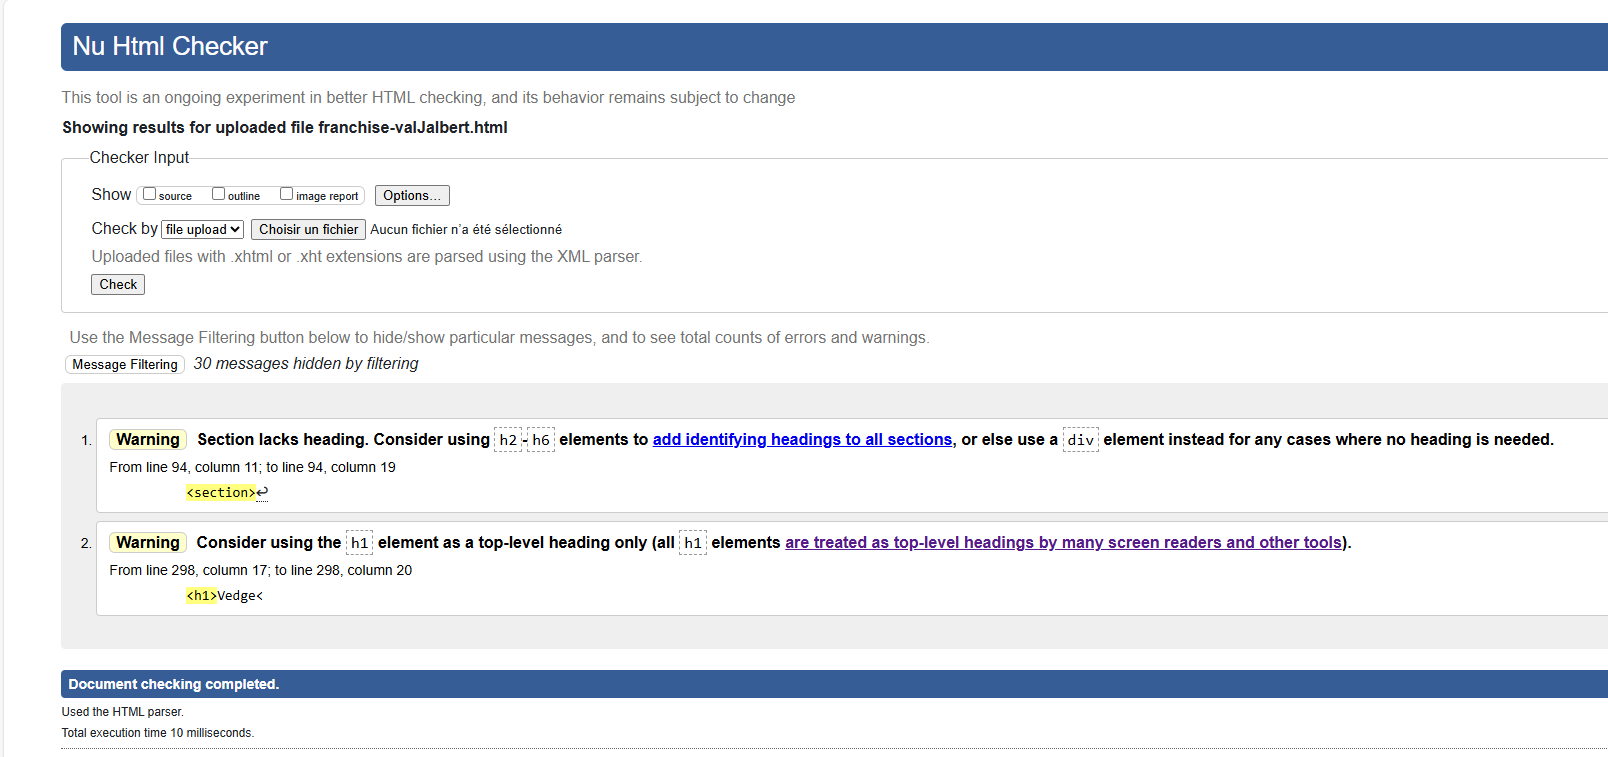 Nu Html Checker
This tool is an ongoing experiment in better HTML checking, and its behavior remains subject to change
Showing results for uploaded file franchise-valJalbert.html
Checker Input
Show source outline image report Options...
Check by file upload Choisir un fichier Aucun fichier n'a été sélectionné
Uploaded files with .xhtml or .xht extensions are parsed using the XML parser.
Check
Use the Message Filtering button below to hide/show particular messages, and to see total counts of errors and warnings.
Message Filtering 30 messages hidden by filtering
1. Warning Section lacks heading. Consider using h2-h6 elements to add identifying headings to all sections, or else use a div element instead for any cases where no heading is needed.
From line 94, column 11; to line 94, column 19
<section>↩
2. Warning Consider using the h1 element as a top-level heading only (all h1 elements are treated as top-level headings by many screen readers and other tools).
From line 298, column 17; to line 298, column 20
<h1>Vedge<
Document checking completed.
Used the HTML parser.
Total execution time 10 milliseconds.